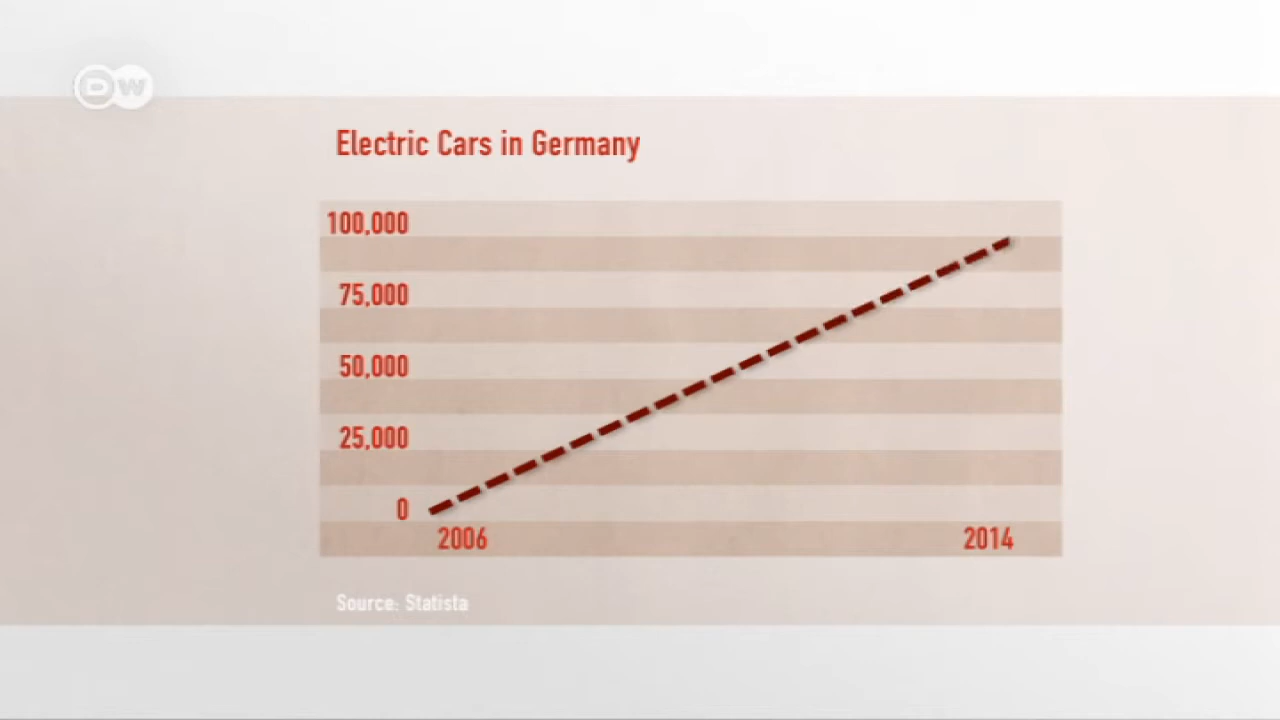 DW
Electric Cars in Germany
100,000
75,000
50,000
25,000
0
2006 2014
Source: Statista